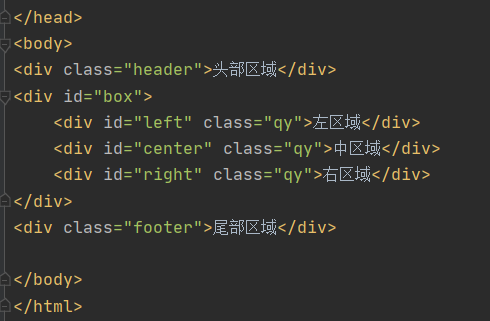 </head>
<body>
<div class="header">头部区域</div>
<div id="box">
    <div id="left" class="qy">左区域</div>
    <div id="center" class="qy">中区域</div>
    <div id="right" class="qy">右区域</div>
</div>
<div class="footer">尾部区域</div>

</body>
</html>